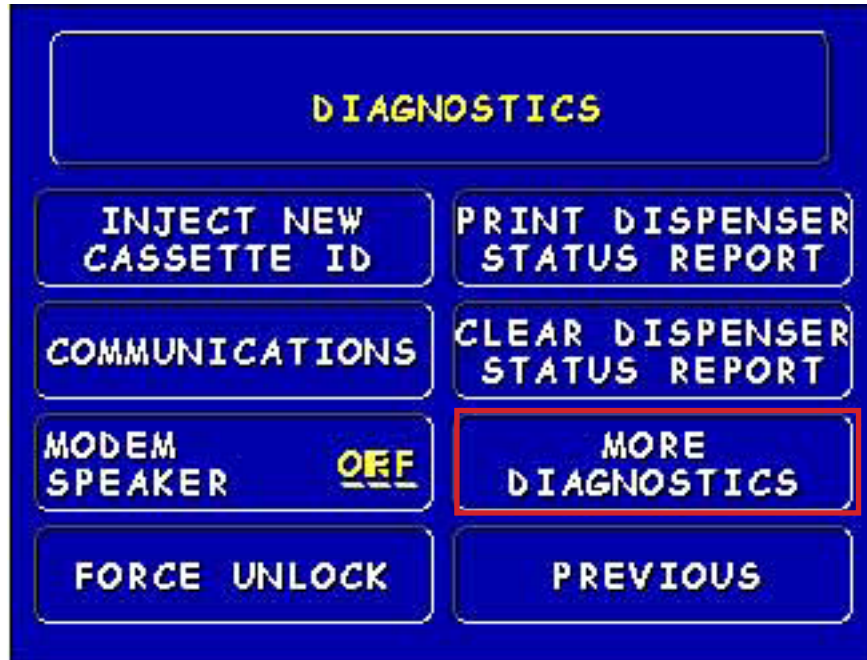 DIAGNOSTICS
INJECT NEW
CASSETTE ID
PRINT DISPENSER
STATUS REPORT
COMMUNICATIONS
CLEAR DISPENSER
STATUS REPORT
MODEM
SPEAKER
OFF
MORE
DIAGNOSTICS
FORCE UNLOCK
PREVIOUS